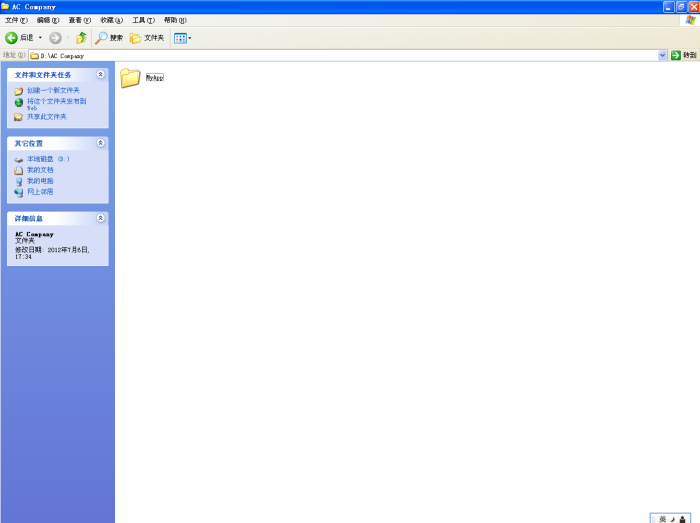 AC Company
文件(F) 编辑(E) 查看(V) 收藏(A) 工具(T) 帮助(H)
后退 搜索 文件夹
地址(D) D:\AC Company 转到
文件和文件夹任务
创建一个新文件夹
将这个文件夹发布到
Web
共享此文件夹
其它位置
本地磁盘 (D:)
我的文档
我的电脑
网上邻居
详细信息
AC Company
文件夹
修改日期: 2012年7月6日,
17:34
MyApp
英